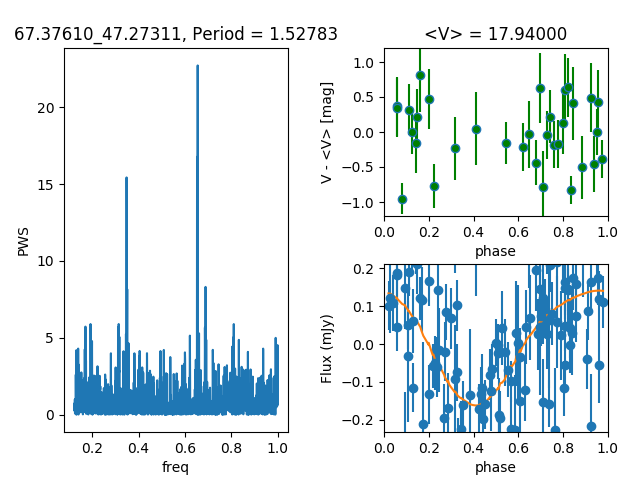 67.37610_47.27311, Period = 1.52783
PWS
20
15
10
5
0
0.2 0.4 0.6 0.8 1.0
freq
<V> = 17.94000
V - <V> [mag]
1.0
0.5
0.0
−0.5
−1.0
0.0 0.2 0.4 0.6 0.8 1.0
phase
Flux (mJy)
0.2
0.1
0.0
−0.1
−0.2
0.0 0.2 0.4 0.6 0.8 1.0
phase